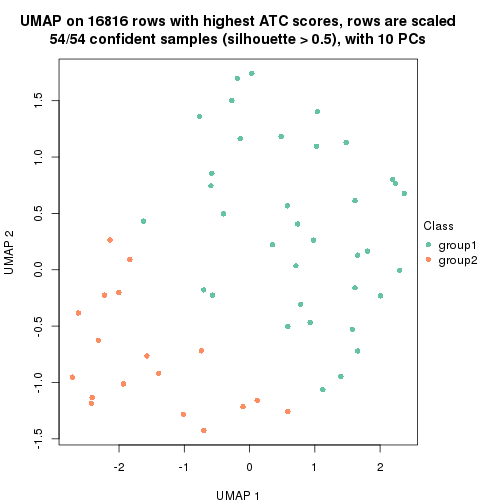 UMAP on 16816 rows with highest ATC scores, rows are scaled
54/54 confident samples (silhouette > 0.5), with 10 PCs
1.5
1.0
0.5
0.0
-0.5
-1.0
-1.5
UMAP 2
-2
-1
0
1
2
UMAP 1
Class
group1
group2